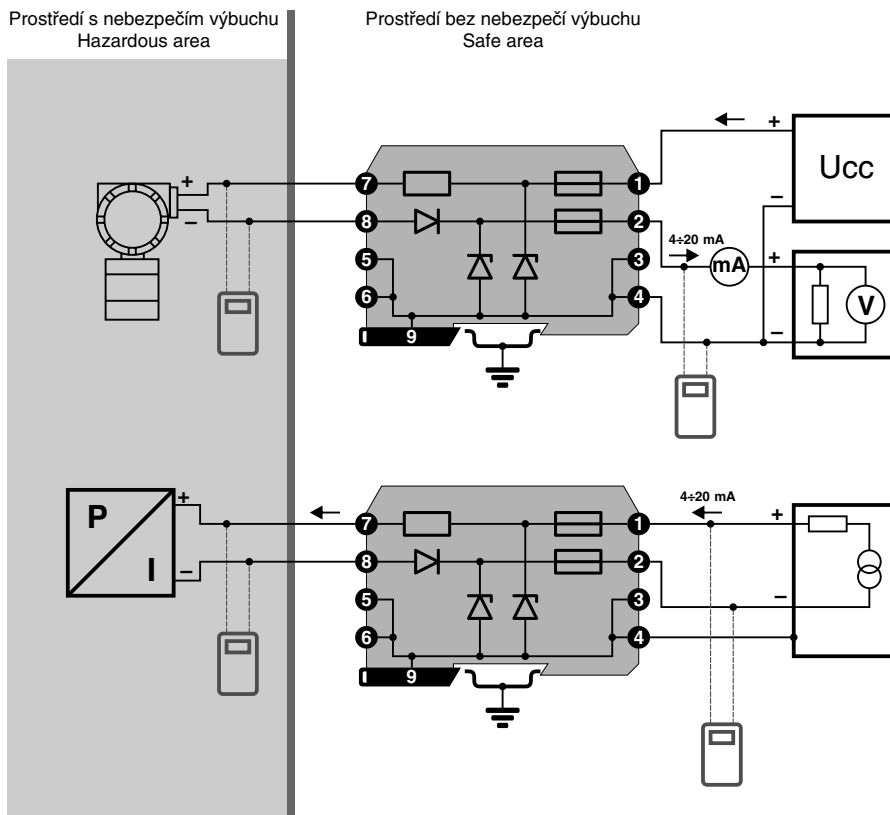 Prostředí s nebezpečím výbuchu
Hazardous area
Prostředí bez nebezpečí výbuchu
Safe area
+
−
7
8
5
6
9
1
2
3
4
+
−
Ucc
4÷20 mA
mA
+
−
V
P
I
+
−
7
8
5
6
9
1
2
3
4
4÷20 mA
+
−